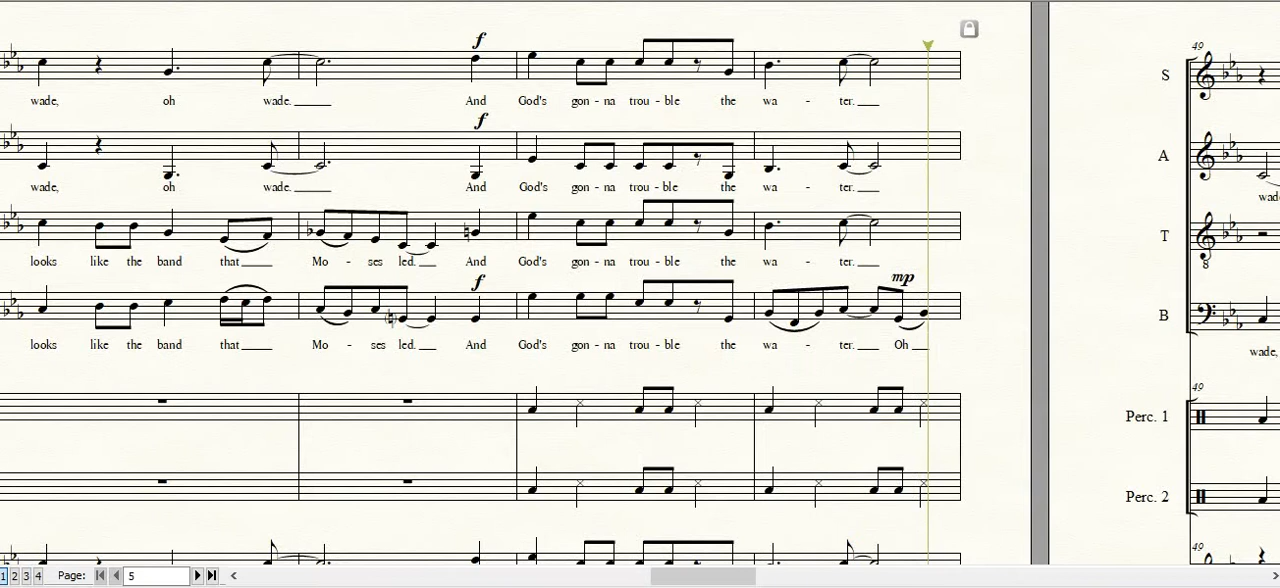 f
wade, oh wade. And God's gon - na trou - ble the wa - ter.
f
wade, oh wade. And God's gon - na trou - ble the wa - ter.
looks like the band that Mo - ses led. And God's gon - na trou - ble the wa - ter.
f mp
looks like the band that Mo - ses led. And God's gon - na trou - ble the wa - ter. Oh
49
S
A
wad
T
8
B
wade,
49
Perc. 1
Perc. 2
49
1 2 3 4 Page: 5